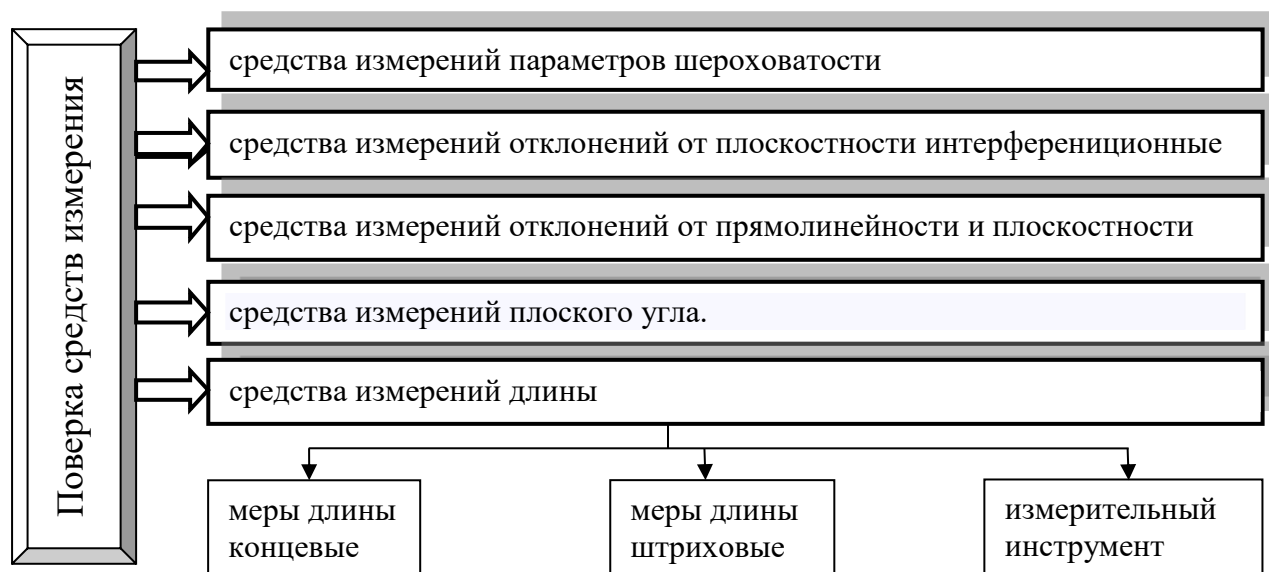 Поверка средств измерения
средства измерений параметров шероховатости
средства измерений отклонений от плоскостности интерферениционные
средства измерений отклонений от прямолинейности и плоскостности
средства измерений плоского угла.
средства измерений длины
меры длины
концевые
меры длины
штриховые
измерительный
инструмент